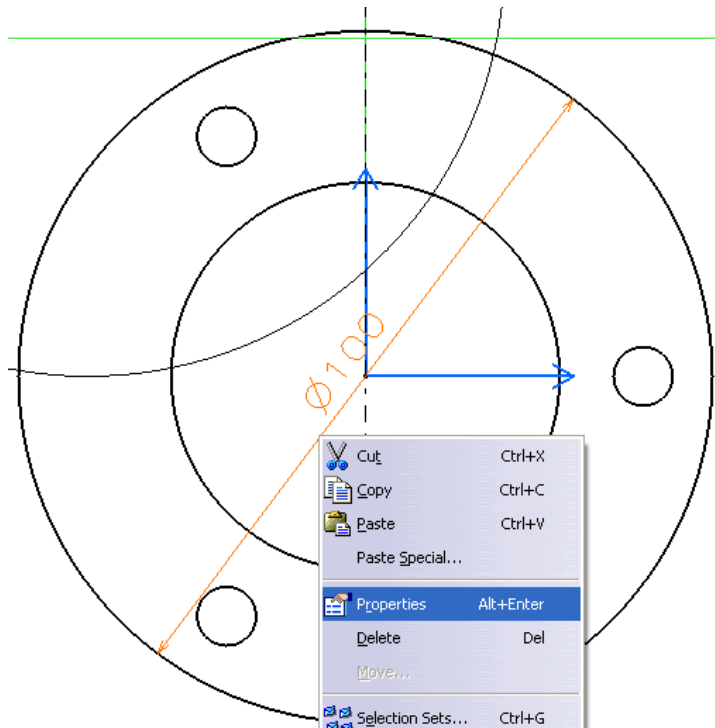 Ø100
Cut Ctrl+X
Copy Ctrl+C
Paste Ctrl+V
Paste Special...
Properties Alt+Enter
Delete Del
Move...
Selection Sets... Ctrl+G